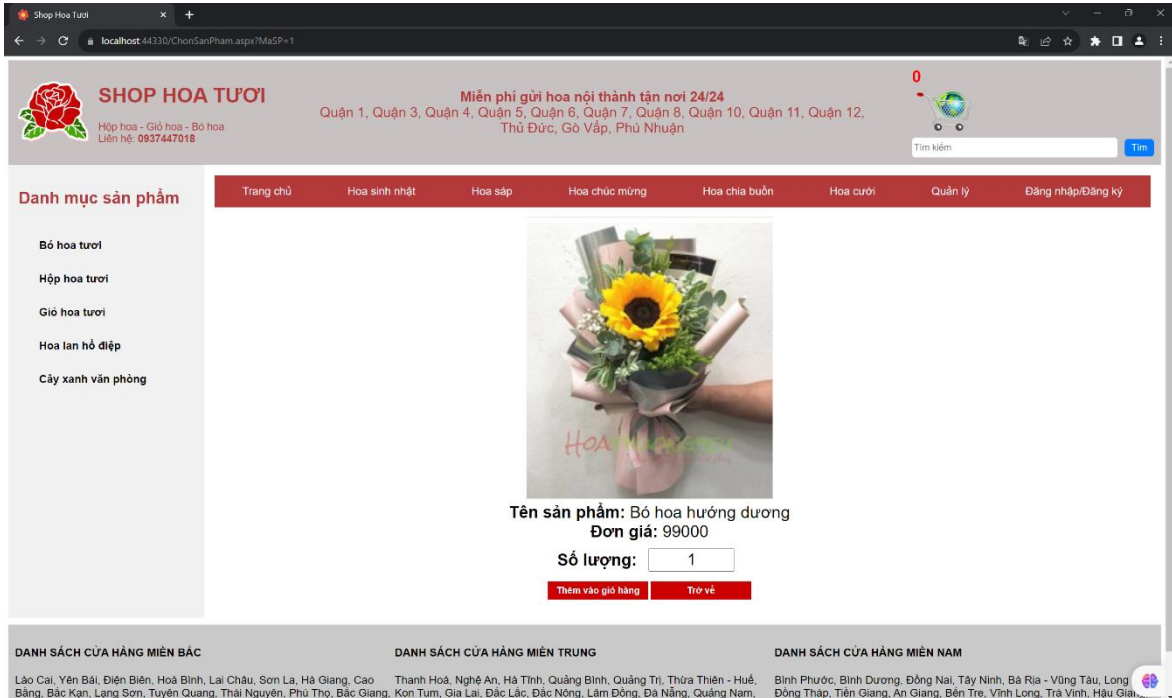 Shop Hoa Tươi
localhost:44330/ChonSanPham.aspx?MaSP=1
SHOP HOA TƯƠI
Hộp hoa - Giỏ hoa - Bó hoa
Liên hệ: 0937447018
Miễn phí gửi hoa nội thành tận nơi 24/24
Quận 1, Quận 3, Quận 4, Quận 5, Quận 6, Quận 7, Quận 8, Quận 10, Quận 11, Quận 12,
Thủ Đức, Gò Vấp, Phú Nhuận
0
Tìm kiếm
Tìm
Danh mục sản phẩm
Bó hoa tươi
Hộp hoa tươi
Giỏ hoa tươi
Hoa lan hồ điệp
Cây xanh văn phòng
Trang chủ Hoa sinh nhật Hoa sáp Hoa chúc mừng Hoa chia buồn Hoa cưới Quản lý Đăng nhập/Đăng ký
HOA
Tên sản phẩm: Bó hoa hướng dương
Đơn giá: 99000
Số lượng: 1
Thêm vào giỏ hàng Trở về
DANH SÁCH CỬA HÀNG MIỀN BẮC
Lào Cai, Yên Bái, Điện Biên, Hoà Bình, Lai Châu, Sơn La, Hà Giang, Cao
Bằng, Bắc Kạn, Lạng Sơn, Tuyên Quang, Thái Nguyên, Phú Thọ, Bắc Giang,
DANH SÁCH CỬA HÀNG MIỀN TRUNG
Thanh Hoá, Nghệ An, Hà Tĩnh, Quảng Bình, Quảng Trị, Thừa Thiên - Huế,
Kon Tum, Gia Lai, Đắc Lắc, Đắc Nông, Lâm Đồng, Đà Nẵng, Quảng Nam,
DANH SÁCH CỬA HÀNG MIỀN NAM
Bình Phước, Bình Dương, Đồng Nai, Tây Ninh, Bà Rịa - Vũng Tàu, Long
Đồng Tháp, Tiền Giang, An Giang, Bến Tre, Vĩnh Long, Trà Vinh, Hậu Giang,